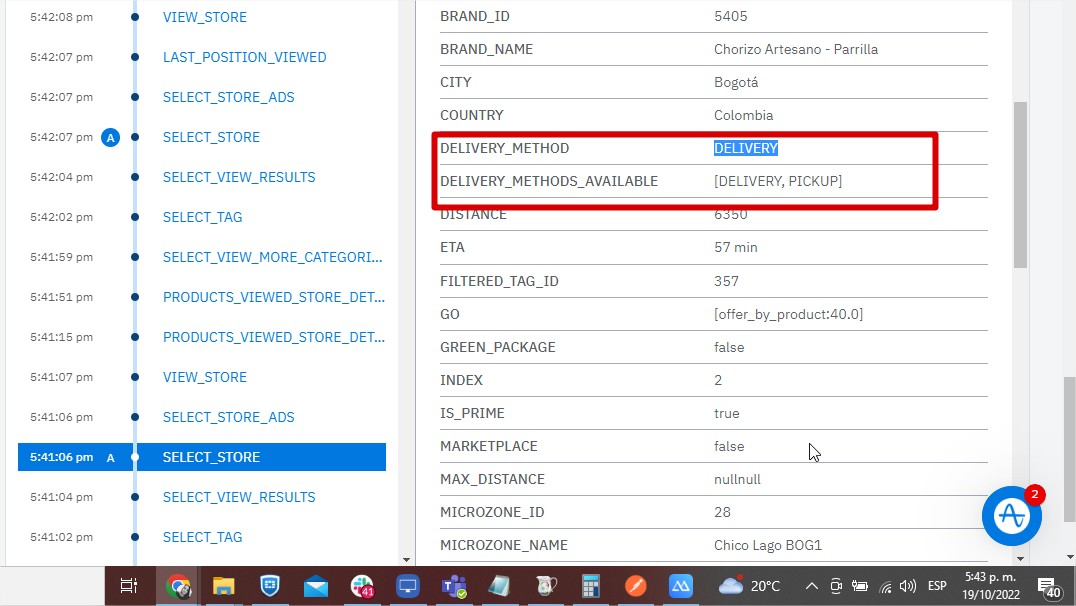 5:42:08 pm VIEW_STORE
5:42:07 pm LAST_POSITION_VIEWED
5:42:07 pm SELECT_STORE_ADS
5:42:07 pm A SELECT_STORE
5:42:04 pm SELECT_VIEW_RESULTS
5:42:02 pm SELECT_TAG
5:41:59 pm SELECT_VIEW_MORE_CATEGORI...
5:41:51 pm PRODUCTS_VIEWED_STORE_DET...
5:41:15 pm PRODUCTS_VIEWED_STORE_DET...
5:41:07 pm VIEW_STORE
5:41:06 pm SELECT_STORE_ADS
5:41:06 pm A SELECT_STORE
5:41:04 pm SELECT_VIEW_RESULTS
5:41:02 pm SELECT_TAG
BRAND_ID 5405
BRAND_NAME Chorizo Artesano - Parrilla
CITY Bogotá
COUNTRY Colombia
DELIVERY_METHOD DELIVERY
DELIVERY_METHODS_AVAILABLE [DELIVERY, PICKUP]
DISTANCE 6350
ETA 57 min
FILTERED_TAG_ID 357
GO [offer_by_product:40.0]
GREEN_PACKAGE false
INDEX 2
IS_PRIME true
MARKETPLACE false
MAX_DISTANCE nullnull
MICROZONE_ID 28
MICROZONE_NAME Chico Lago BOG1
2
41
20°C
ESP
5:43 p. m.
19/10/2022
40